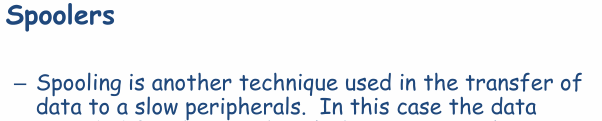 Spoolers
– Spooling is another technique used in the transfer of
data to a slow peripherals. In this case the data